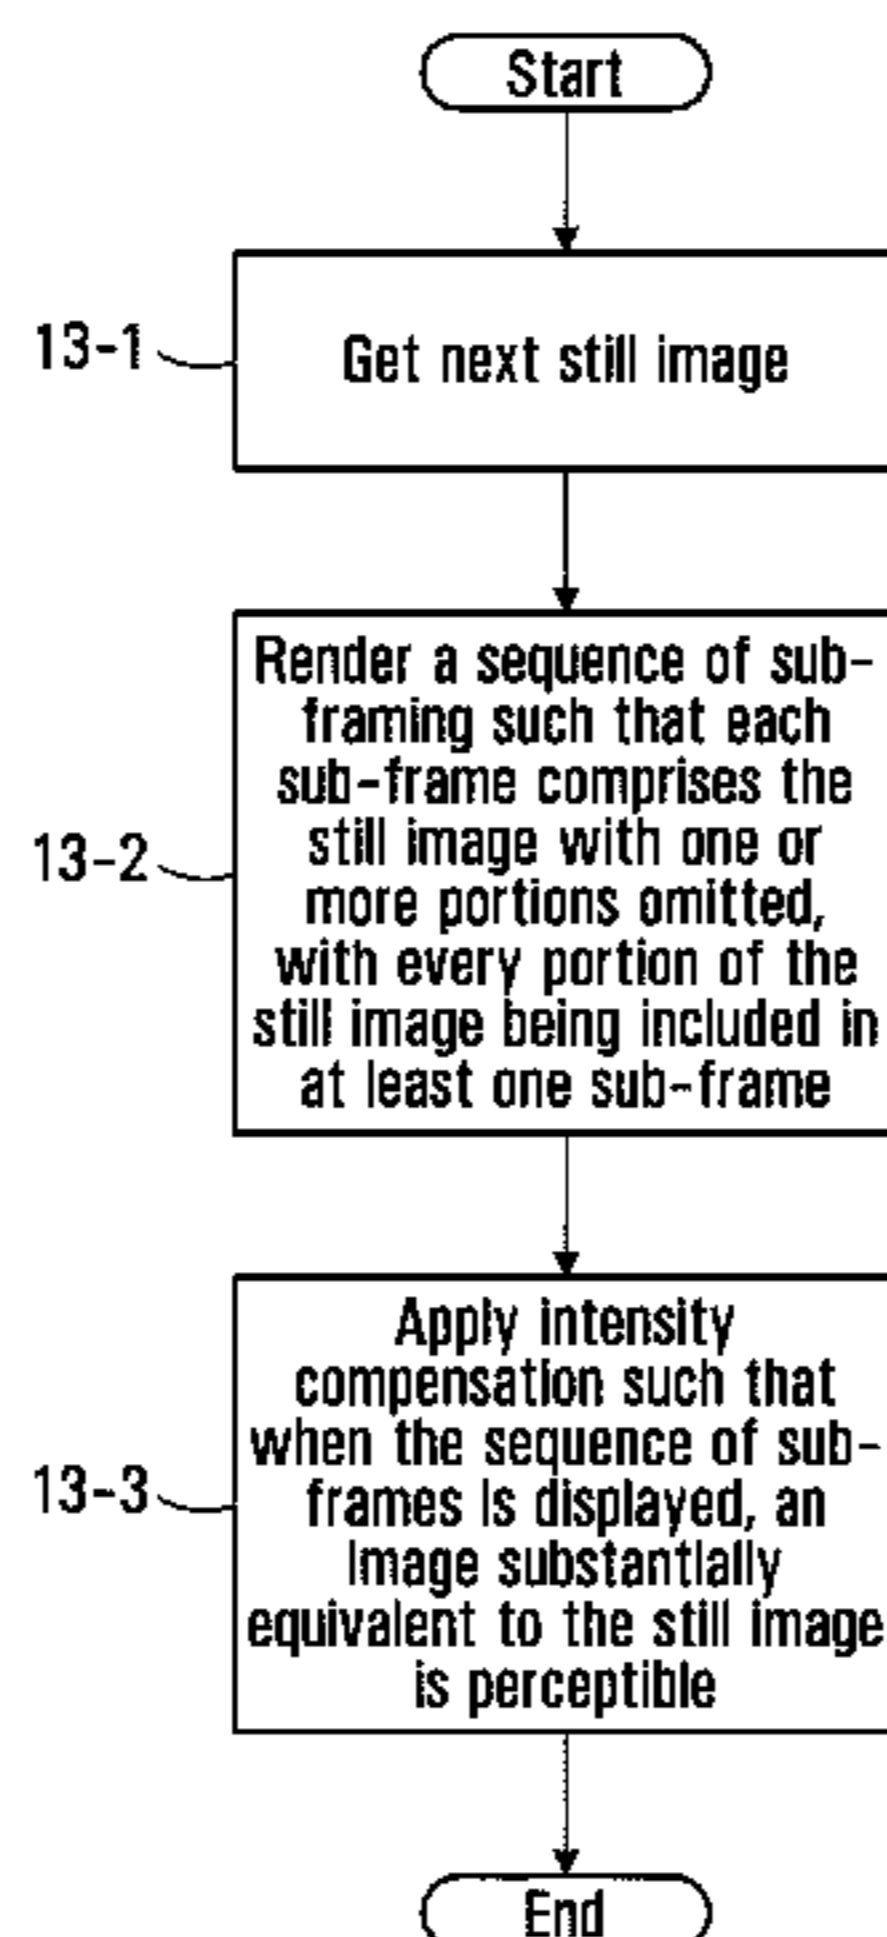 Start
13-1
Get next still image
13-2
Render a sequence of sub-
framing such that each
sub-frame comprises the
still image with one or
more portions omitted,
with every portion of the
still image being included in
at least one sub-frame
13-3
Apply intensity
compensation such that
when the sequence of sub-
frames is displayed, an
image substantially
equivalent to the still image
is perceptible
End